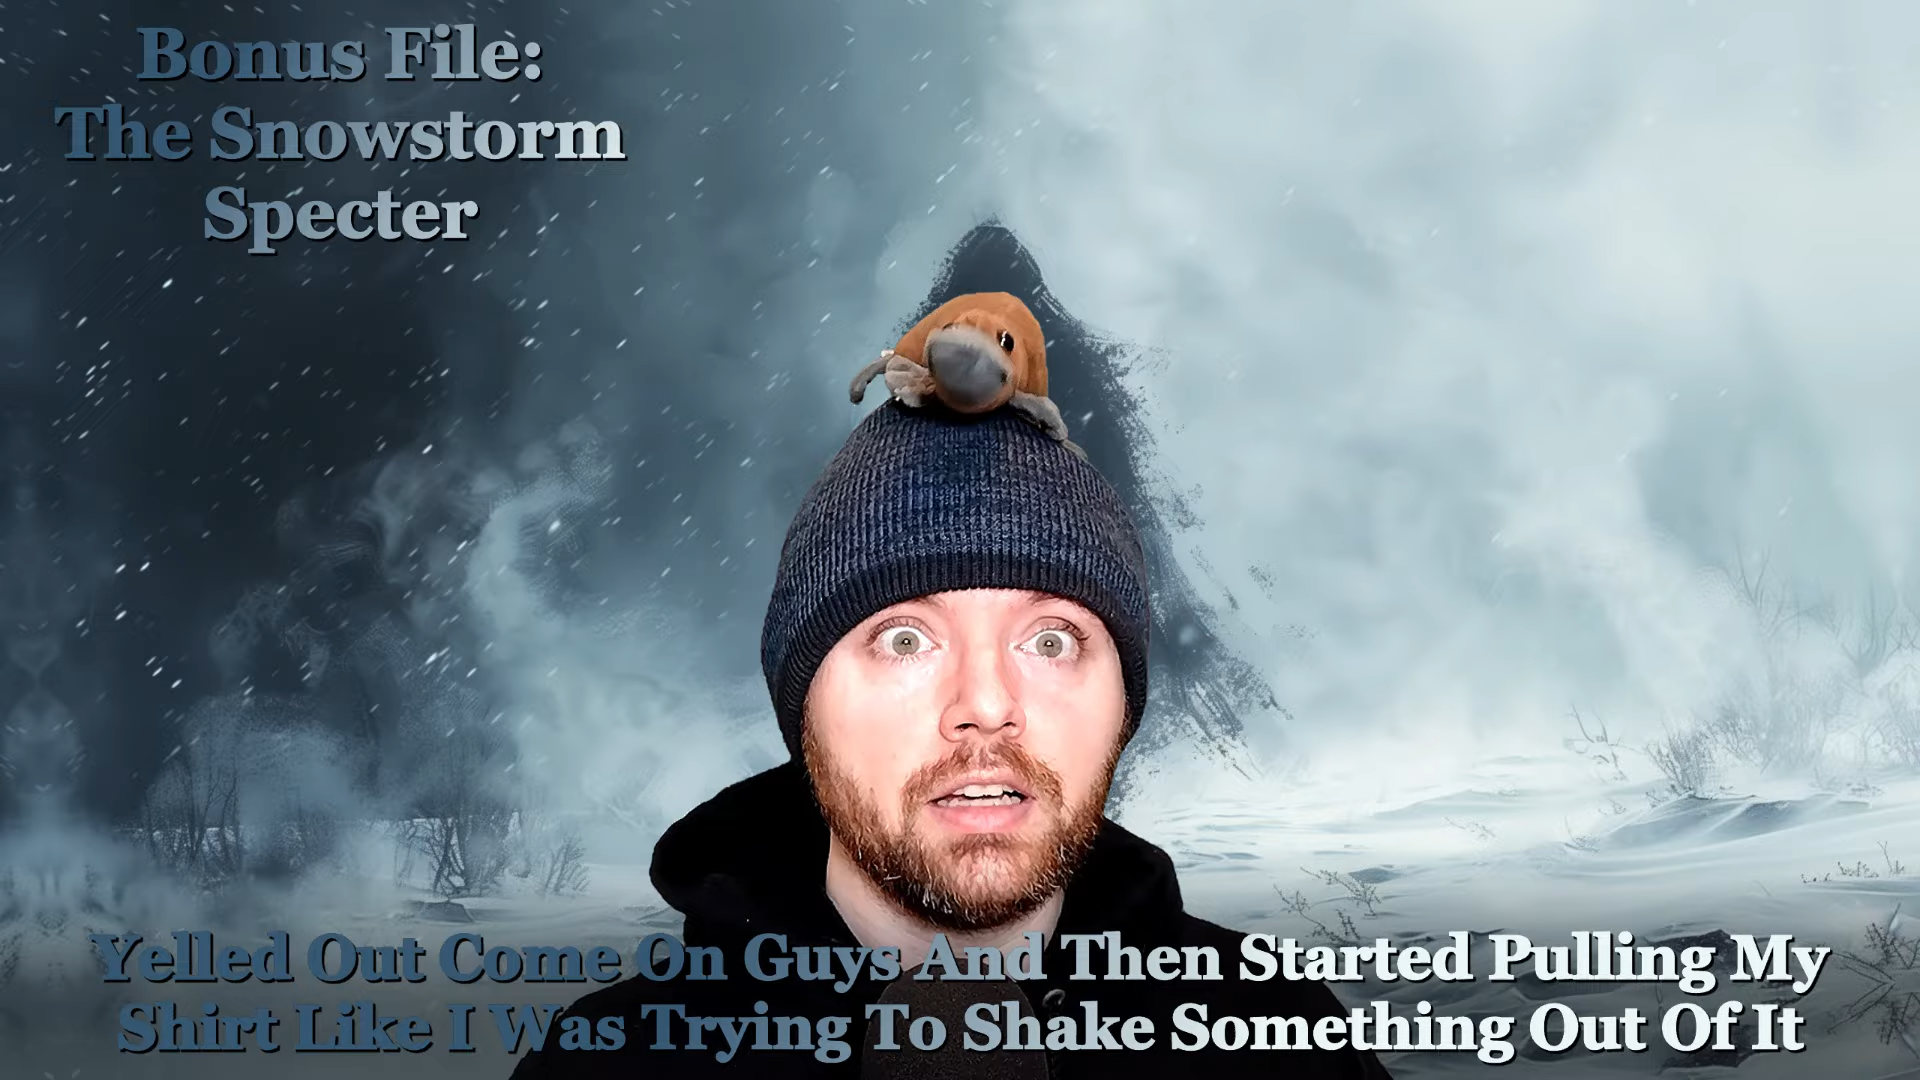 Bonus File:
The Snowstorm
Specter
Yelled Out Come On Guys And Then Started Pulling My
Shirt Like I Was Trying To Shake Something Out Of It